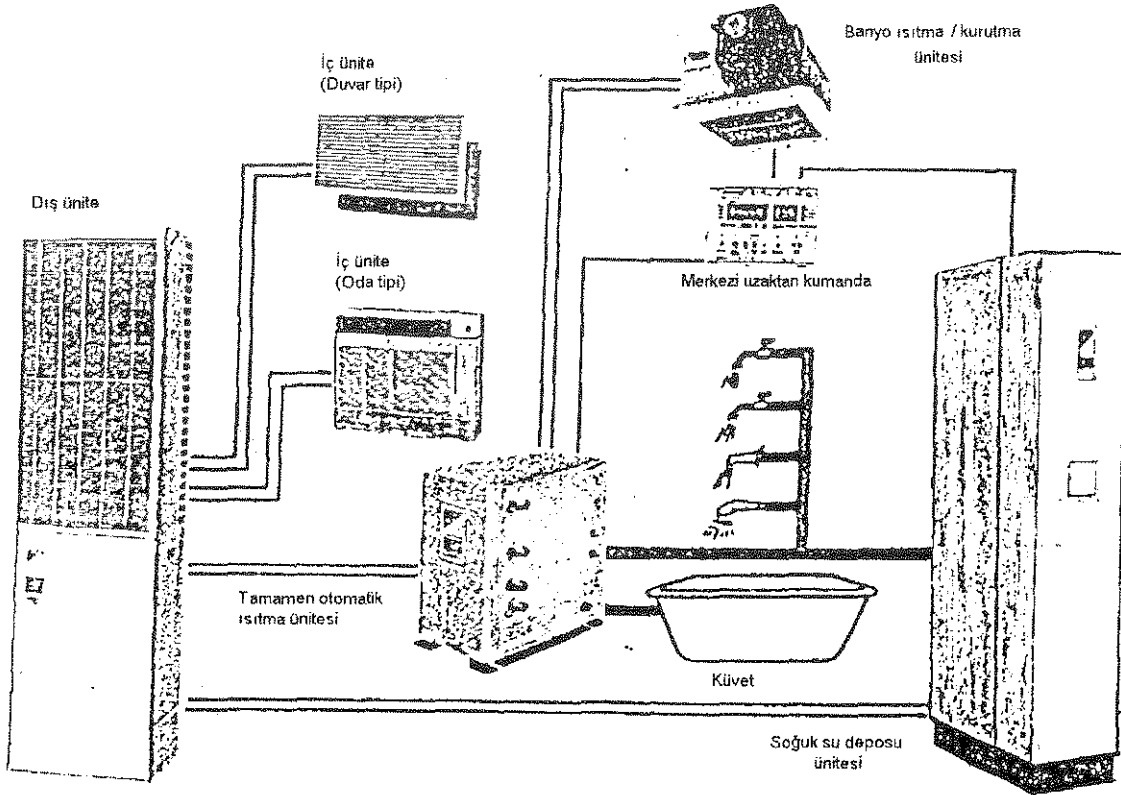 Banyo ısıtma / kurutma
ünitesi
İç ünite
(Duvar tipi)
Dış ünite
İç ünite
(Oda tipi)
Merkezi uzaktan kumanda
Tamamen otomatik
ısıtma ünitesi
Küvet
Soğuk su deposu
ünitesi